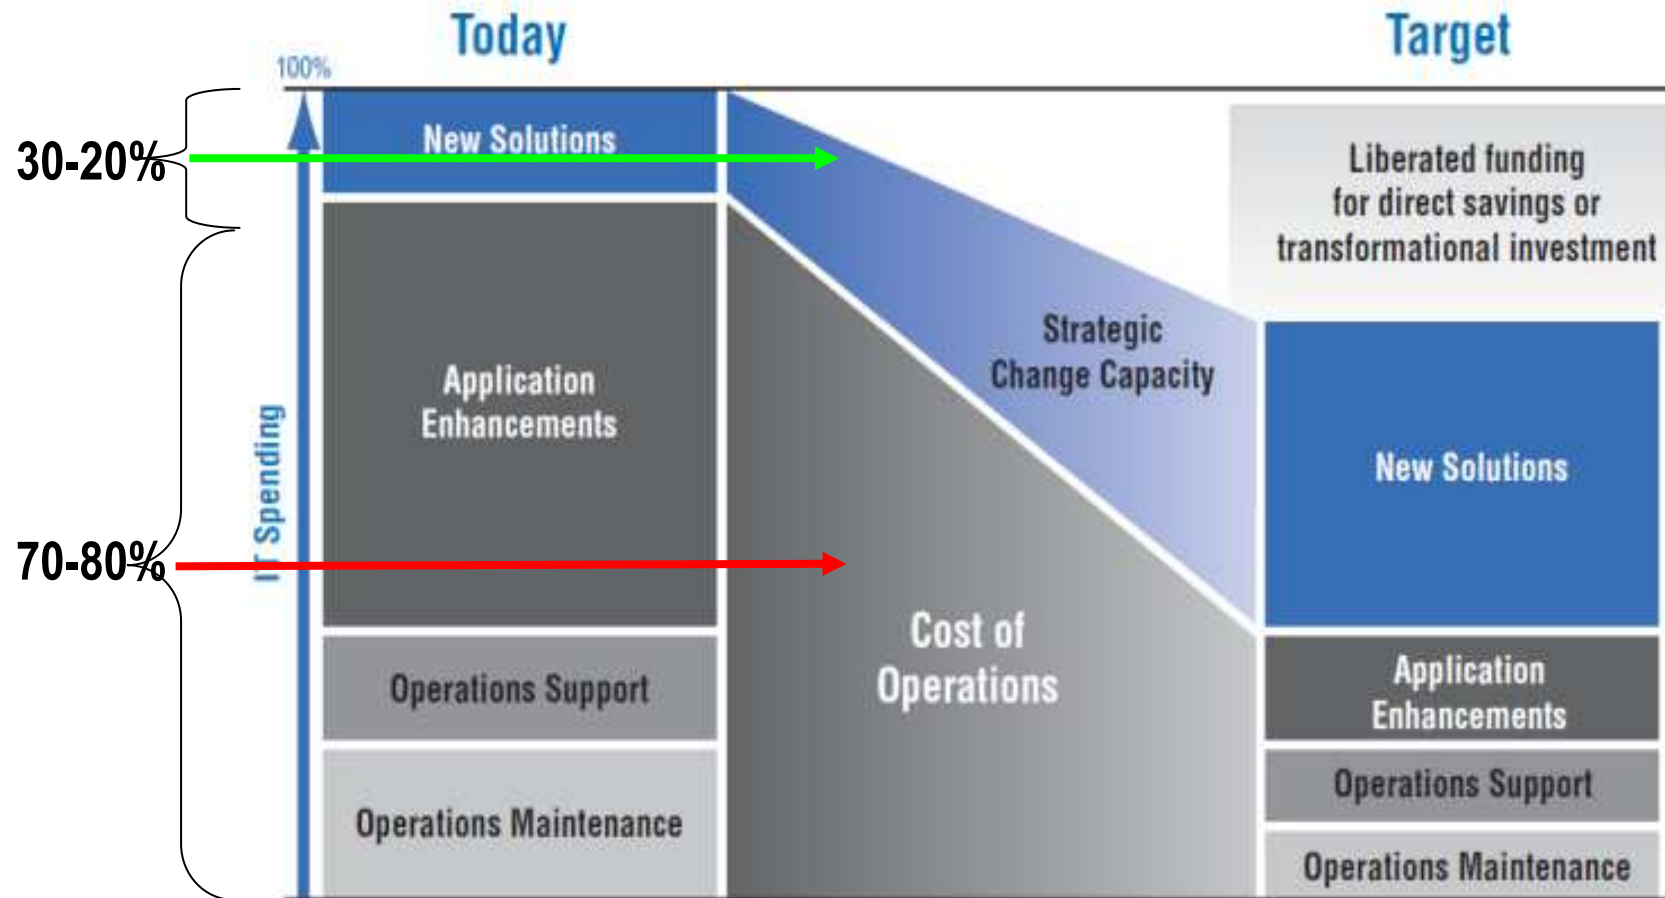 Today
Target
100%
30-20%
New Solutions
Liberated funding
for direct savings or
transformational investment
Strategic
Change Capacity
Application
Enhancements
IT Spending
New Solutions
70-80%
Cost of
Operations
Operations Support
Application
Enhancements
Operations Maintenance
Operations Support
Operations Maintenance